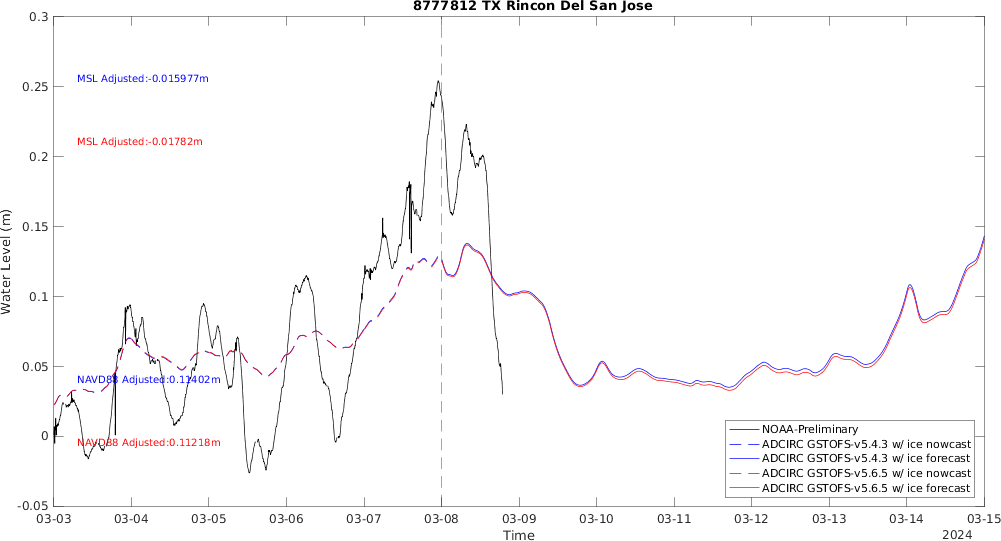 8777812 TX Rincon Del San Jose
0.3
0.25
0.2
0.15
0.1
0.05
0
-0.05
Water Level (m)
MSL Adjusted:-0.015977m
MSL Adjusted:-0.01782m
NAVD88 Adjusted:0.11402m
NAVD88 Adjusted:0.11218m
NOAA-Preliminary
ADCIRC GSTOFS-v5.4.3 w/ ice nowcast
ADCIRC GSTOFS-v5.4.3 w/ ice forecast
ADCIRC GSTOFS-v5.6.5 w/ ice nowcast
ADCIRC GSTOFS-v5.6.5 w/ ice forecast
03-03 03-04 03-05 03-06 03-07 03-08 03-09 03-10 03-11 03-12 03-13 03-14 03-15
Time
2024